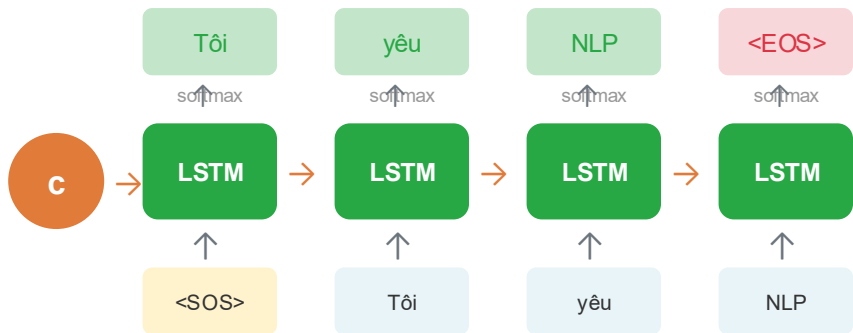 Tôi yêu NLP <EOS>
softmax softmax softmax softmax
c LSTM LSTM LSTM LSTM
<SOS> Tôi yêu NLP